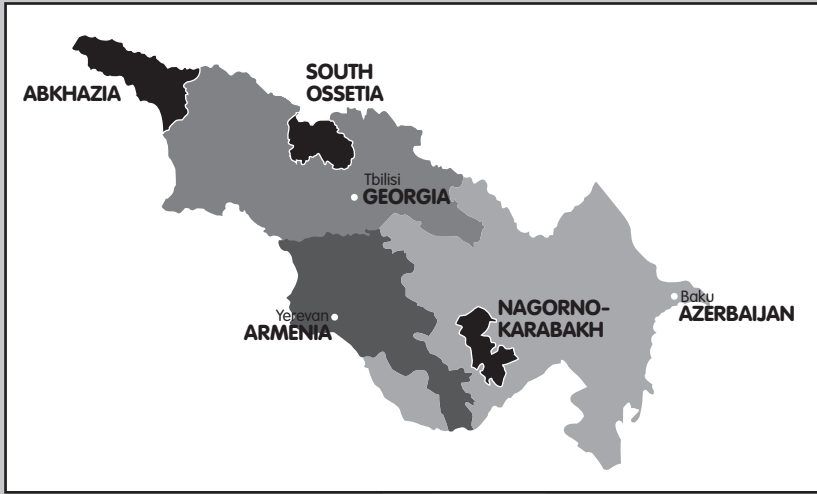 ABKHAZIA
SOUTH
OSSETIA
Tbilisi
GEORGIA
Yerevan
ARMENIA
NAGORNO-
KARABAKH
Baku
AZERBAIJAN